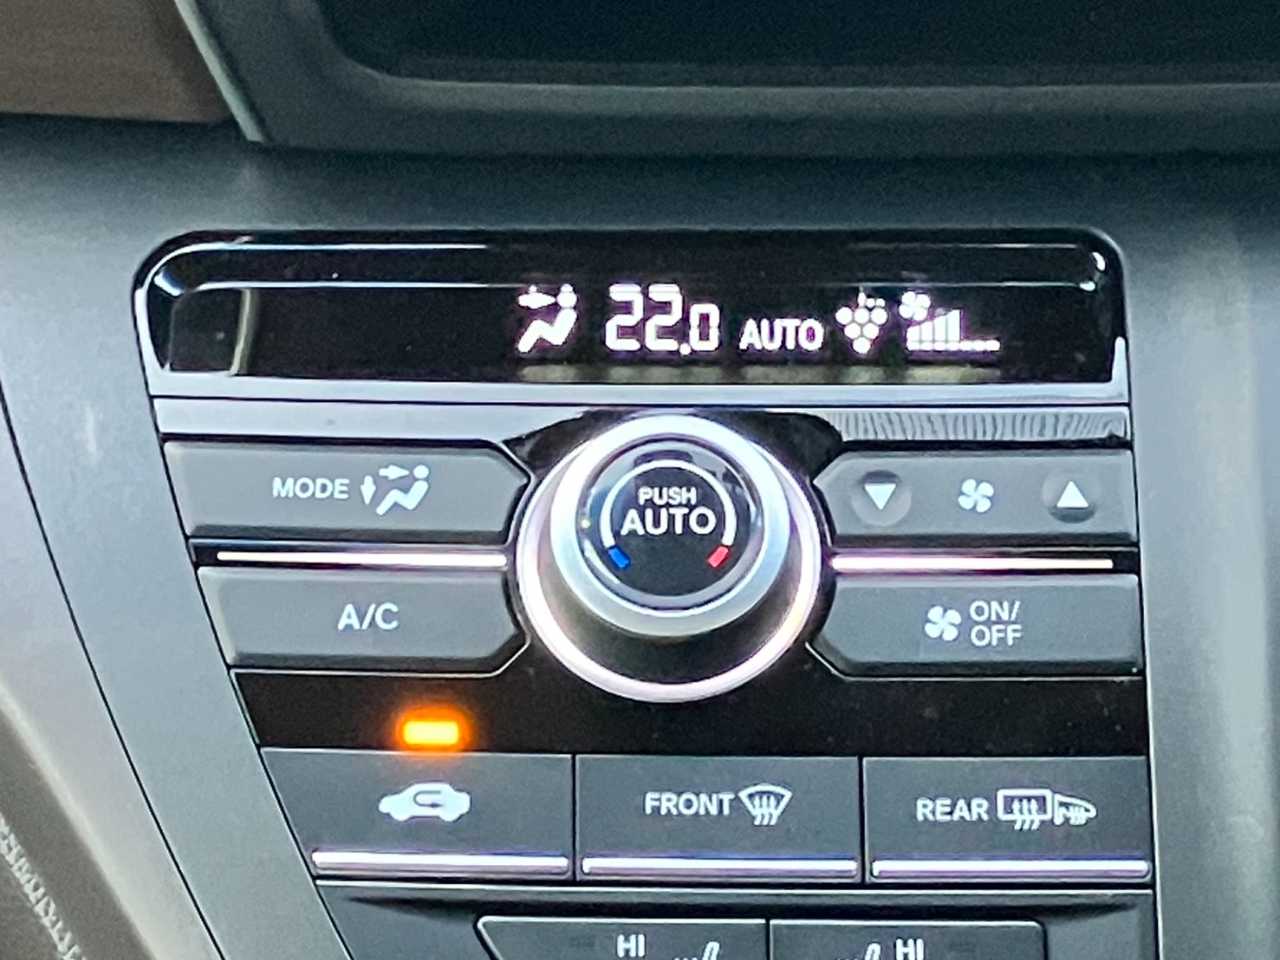 22.0 AUTO
MODE
PUSH
AUTO
A/C
ON/
OFF
FRONT
REAR
HI
HI